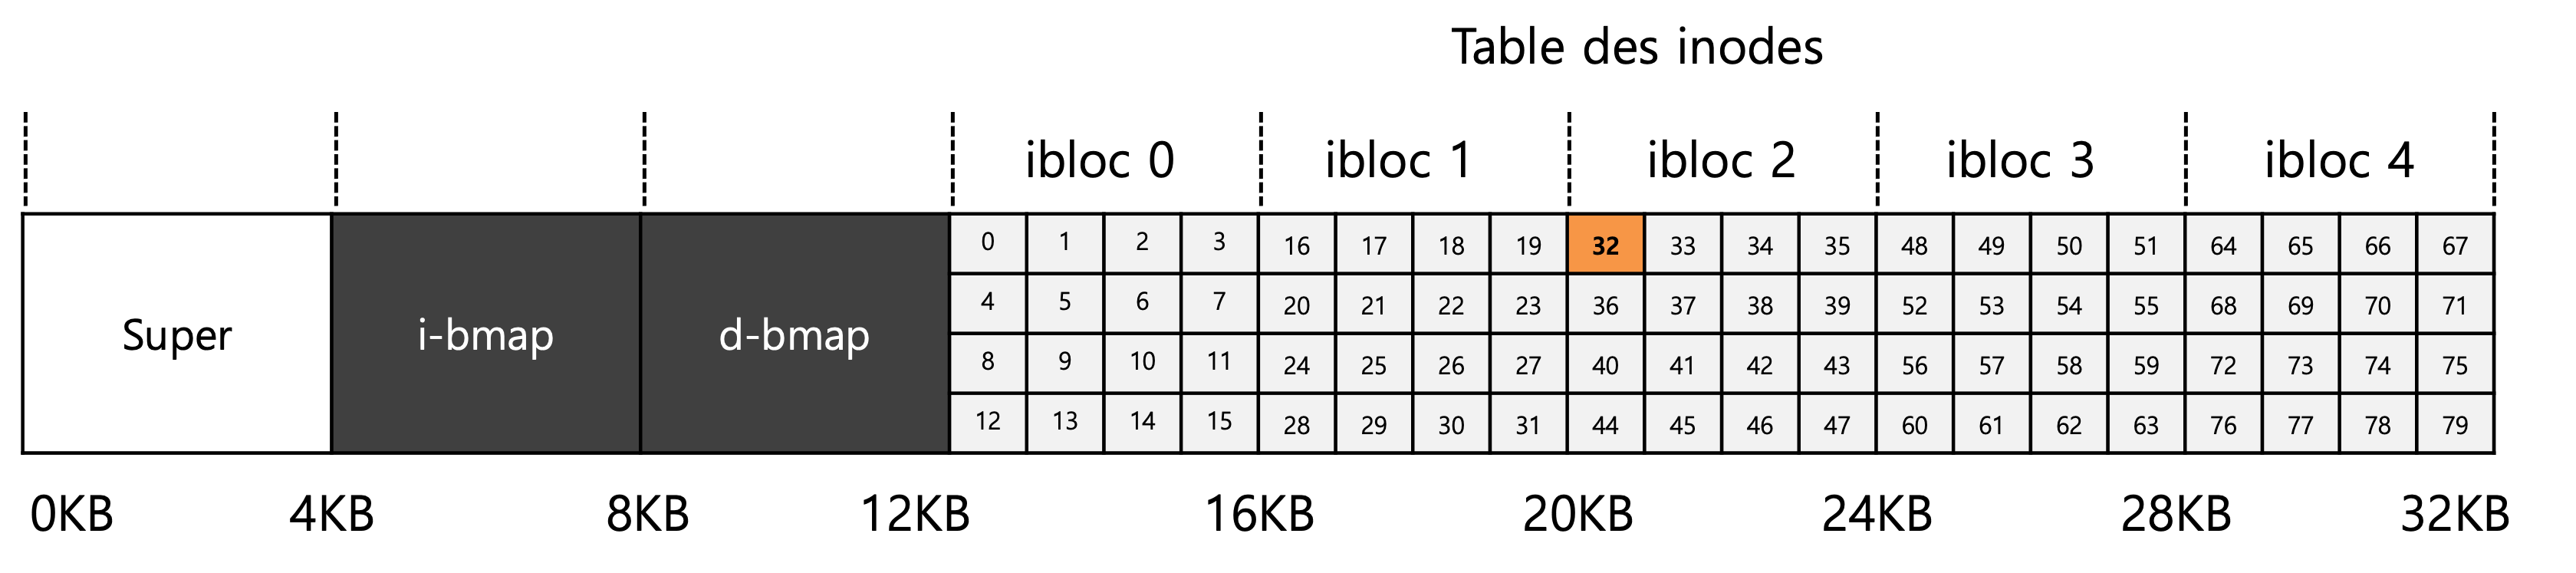 Table des inodes
ibloc 0 ibloc 1 ibloc 2 ibloc 3 ibloc 4
0 1 2 3 16 17 18 19 32 33 34 35 48 49 50 51 64 65 66 67
4 5 6 7 20 21 22 23 36 37 38 39 52 53 54 55 68 69 70 71
Super i-bmap d-bmap
8 9 10 11 24 25 26 27 40 41 42 43 56 57 58 59 72 73 74 75
12 13 14 15 28 29 30 31 44 45 46 47 60 61 62 63 76 77 78 79
0KB 4KB 8KB 12KB 16KB 20KB 24KB 28KB 32KB